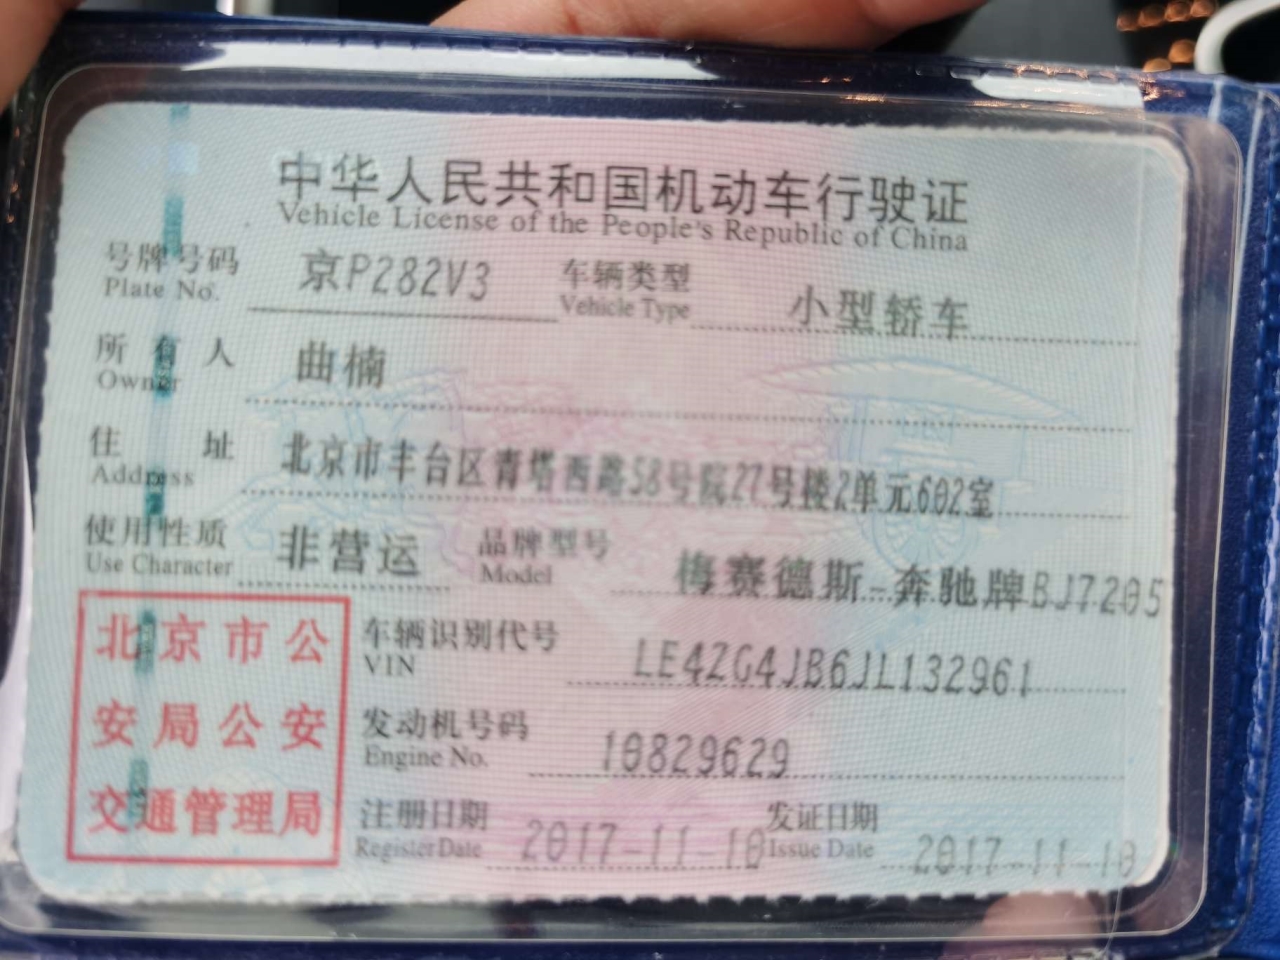 中华人民共和国机动车行驶证
Vehicle License of the People's Republic of China
号牌号码 京P282V3 车辆类型 小型轿车
Plate No. Vehicle Type
所有人 曲楠
Owner
住址 北京市丰台区青塔西路58号院27号楼2单元602室
Address
使用性质 非营运 品牌型号 梅赛德斯-奔驰牌BJ7205
Use Character Model
北京市公
安局公安
交通管理局
车辆识别代号 LE4ZG4JB6JL132961
VIN
发动机号码 10829629
Engine No.
注册日期 2017-11-10 发证日期 2017-11-10
Register Date Issue Date